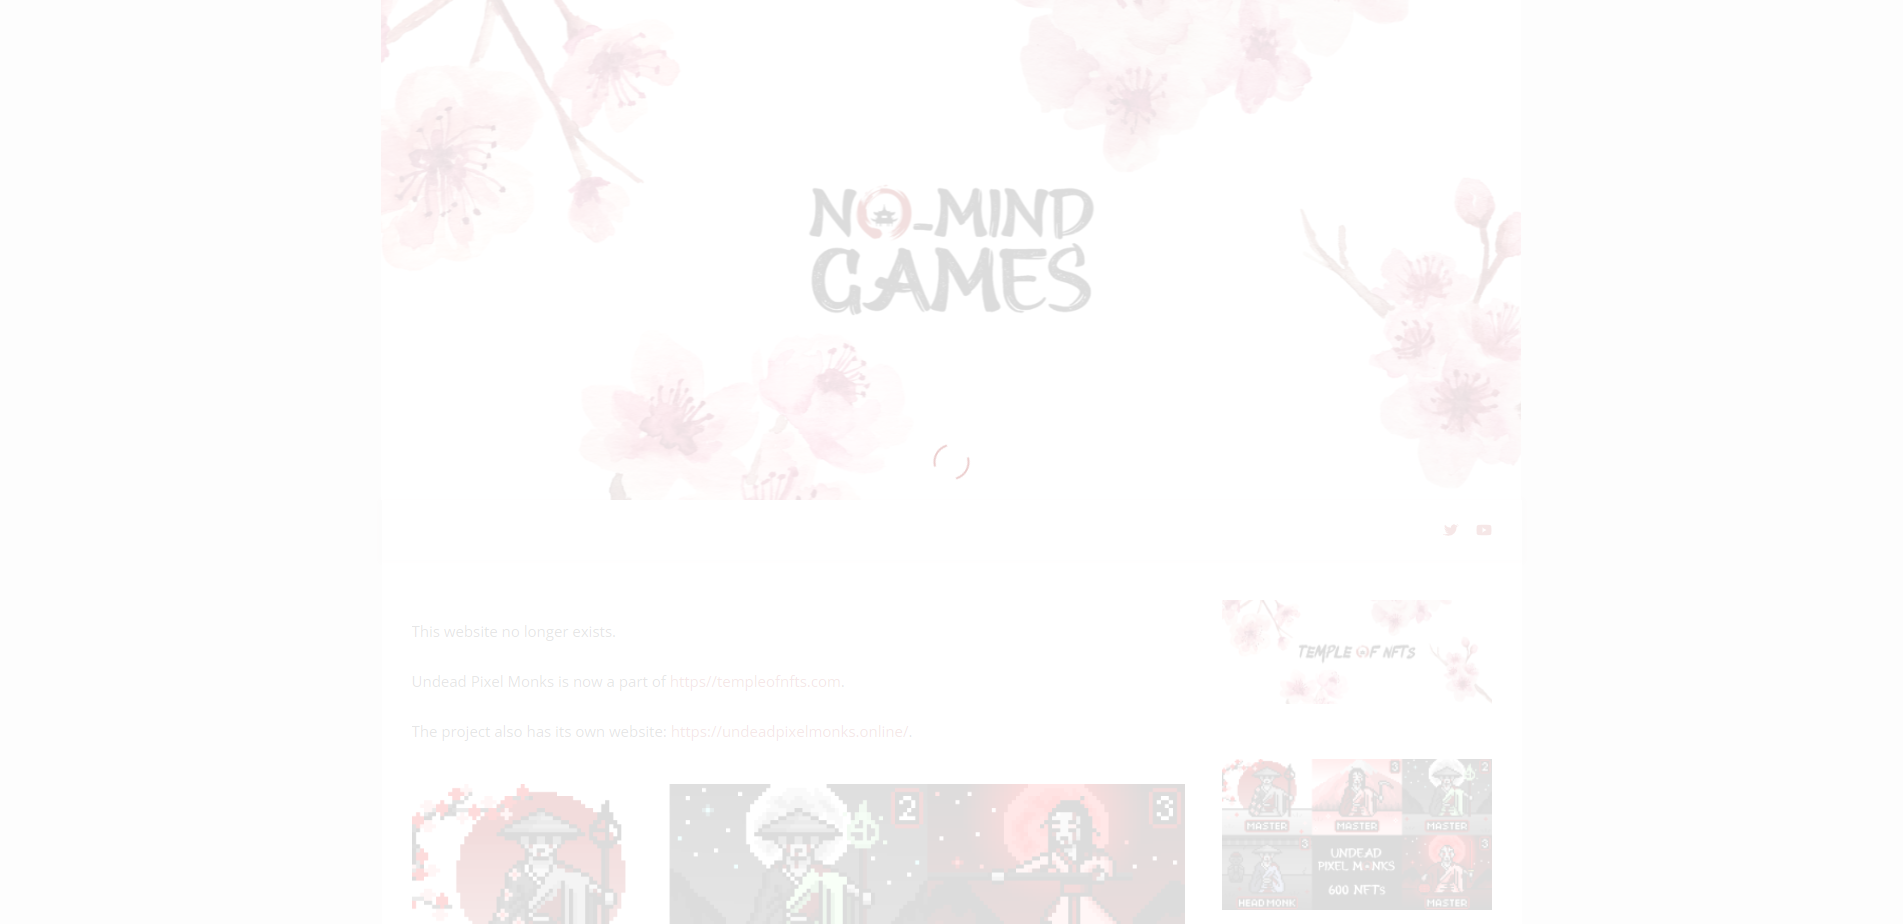 NO-MIND
GAMES
This website no longer exists.
Undead Pixel Monks is now a part of https//templeofnfts.com.
The project also has its own website: https://undeadpixelmonks.online/.
TEMPLE OF NFTs
2
3
3
2
MASTER
MASTER
MASTER
3
UNDEAD
PIXEL MONKS
600 NFTs
3
HEAD MONK
MASTER